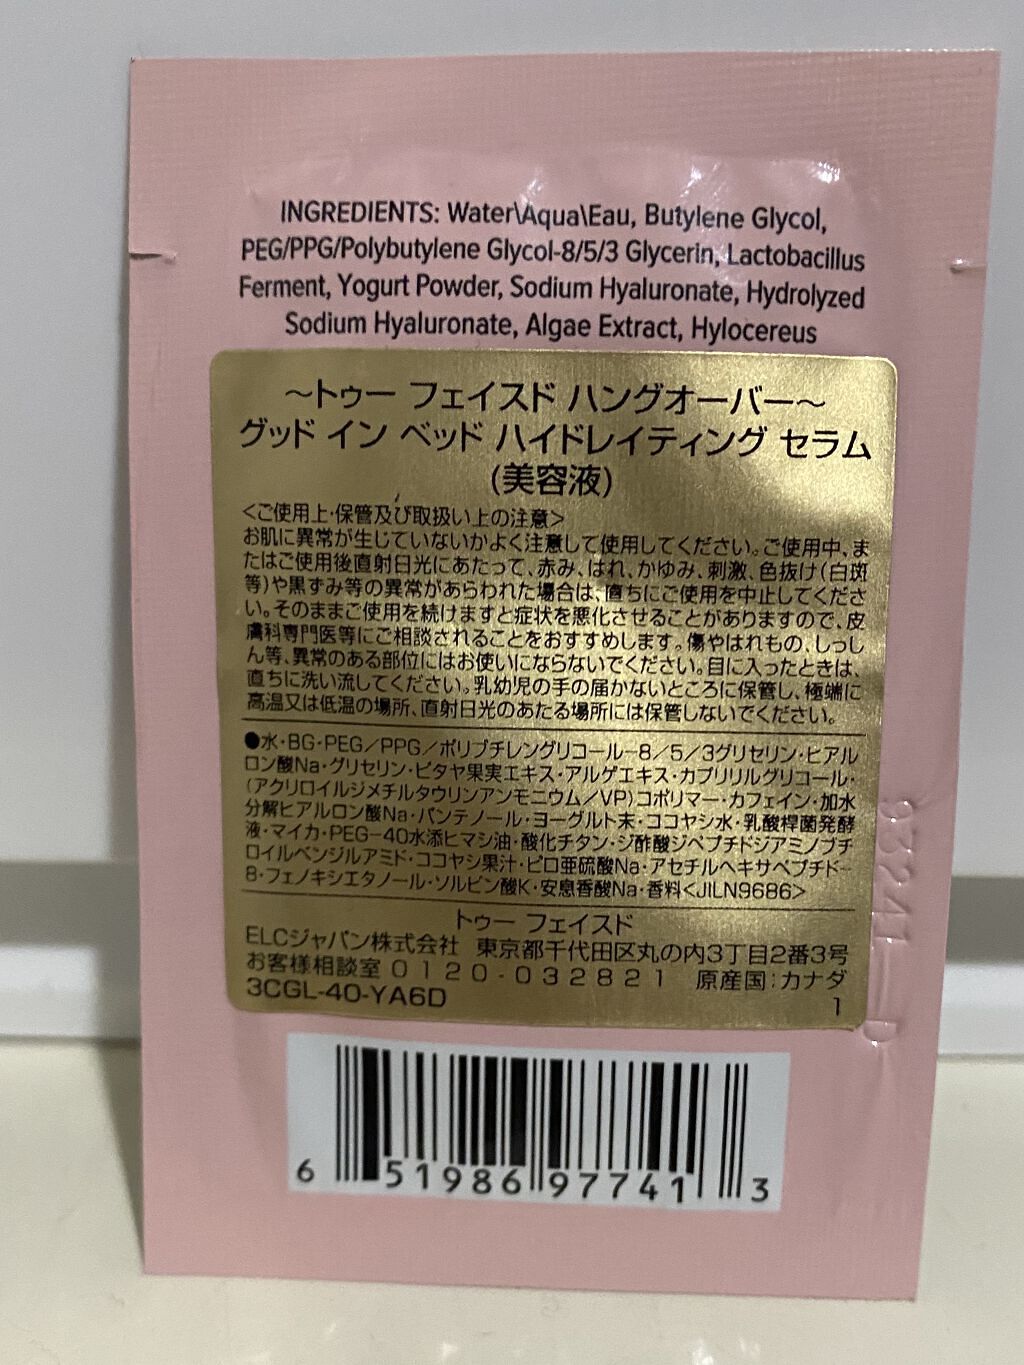 INGREDIENTS: Water\Aqua\Eau, Butylene Glycol,
PEG/PPG/Polybutylene Glycol-8/5/3 Glycerin, Lactobacillus
Ferment, Yogurt Powder, Sodium Hyaluronate, Hydrolyzed
Sodium Hyaluronate, Algae Extract, Hylocereus
～トゥー フェイスド ハングオーバー～
グッド イン ベッド ハイドレイティング セラム
(美容液)
<ご使用上・保管及び取扱い上の注意>
お肌に異常が生じていないかよく注意して使用してください。ご使用中、ま
たはご使用後直射日光にあたって、赤み、はれ、かゆみ、刺激、色抜け(白斑
等)や黒ずみ等の異常があらわれた場合は、直ちにご使用を中止してくださ
い。そのままご使用を続けますと症状を悪化させることがありますので、皮
膚科専門医等にご相談されることをおすすめします。傷やはれもの、しっし
ん等、異常のある部位にはお使いにならないでください。目に入ったときは、
直ちに洗い流してください。乳幼児の手の届かないところに保管し、極端に
高温又は低温の場所、直射日光のあたる場所には保管しないでください。
●水・BG・PEG/PPG/ポリブチレングリコール-8/5/3グリセリン・ヒアル
ロン酸Na・グリセリン・ピタヤ果実エキス・アルゲエキス・カプリリルグリコール・
(アクリロイルジメチルタウリンアンモニウム/VP)コポリマー・カフェイン・加水
分解ヒアルロン酸Na・パンテノール・ヨーグルト末・ココヤシ水・乳酸桿菌発酵
液・マイカ・PEG-40水添ヒマシ油・酸化チタン・ジ酢酸ジペプチドジアミノブチ
ロイルベンジルアミド・ココヤシ果汁・ピロ亜硫酸Na・アセチルヘキサペプチド-
8・フェノキシエタノール・ソルビン酸K・安息香酸Na・香料<JILN9686>
トゥー フェイスド
ELCジャパン株式会社 東京都千代田区丸の内3丁目2番3号
お客様相談室 0120-032821 原産国:カナダ
3CGL-40-YA6D 1
6 51986 97741 3